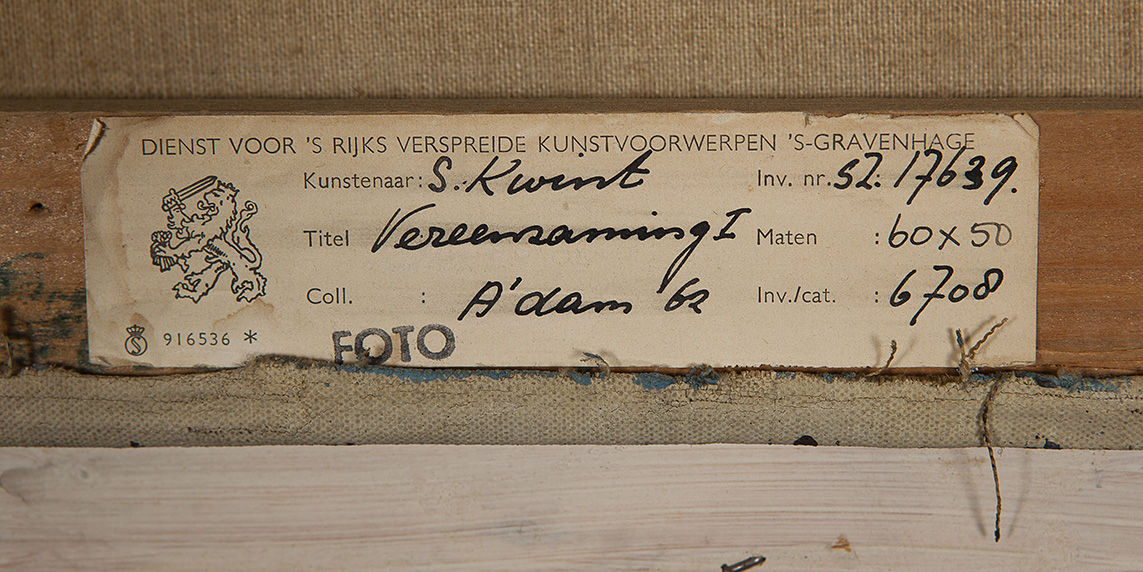 DIENST VOOR 'S RIJKS VERSPREIDE KUNSTVOORWERPEN 'S-GRAVENHAGE
Kunstenaar: S. Kwint Inv. nr. SZ. 17639.
Titel Vereenzaming I Maten : 60 x 50
Coll. : A'dam '62 Inv./cat. : 6708
S 916536 * FOTO